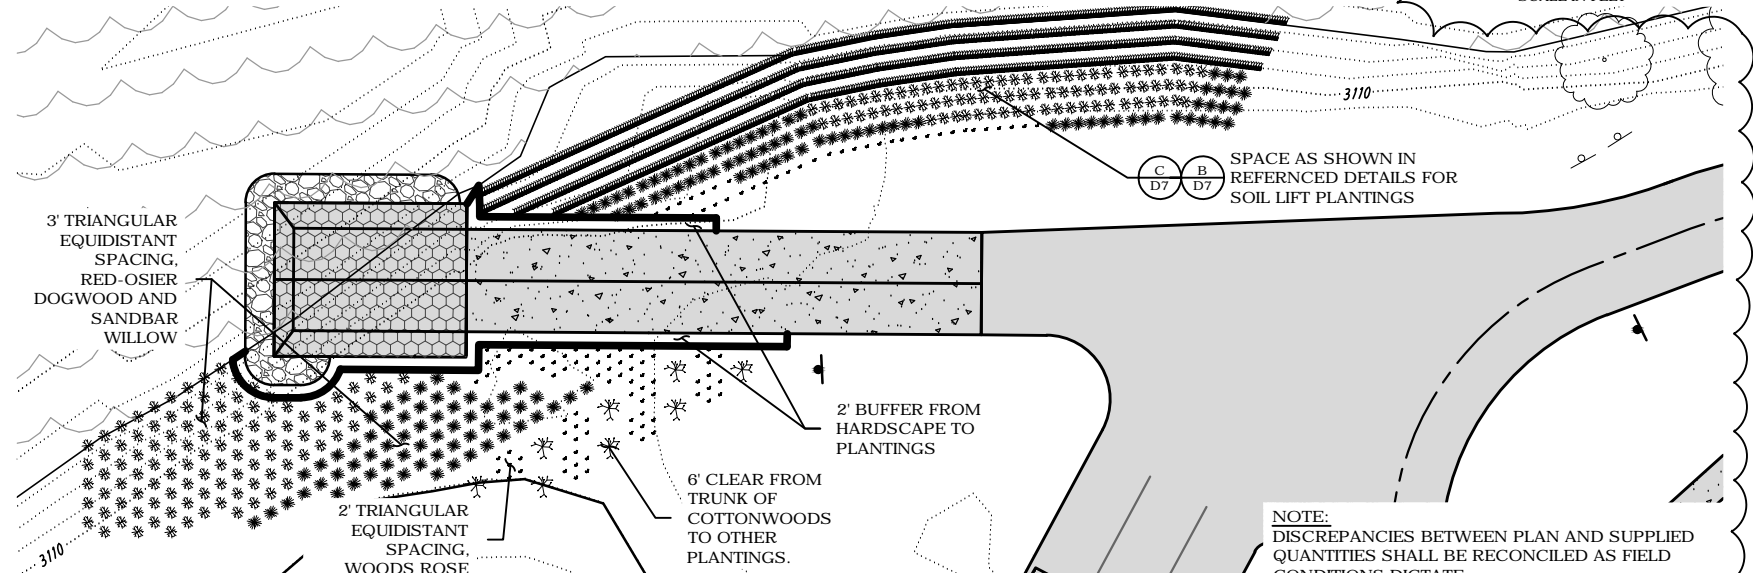 3110
C
D7
B
D7
SPACE AS SHOWN IN
REFERNCED DETAILS FOR
SOIL LIFT PLANTINGS
3' TRIANGULAR
EQUIDISTANT
SPACING,
RED-OSIER
DOGWOOD AND
SANDBAR
WILLOW
2' BUFFER FROM
HARDSCAPE TO
PLANTINGS
6' CLEAR FROM
TRUNK OF
COTTONWOODS
TO OTHER
PLANTINGS.
2' TRIANGULAR
EQUIDISTANT
SPACING,
WOODS ROSE
3110
NOTE:
DISCREPANCIES BETWEEN PLAN AND SUPPLIED
QUANTITIES SHALL BE RECONCILED AS FIELD
CONDITIONS DICTATE